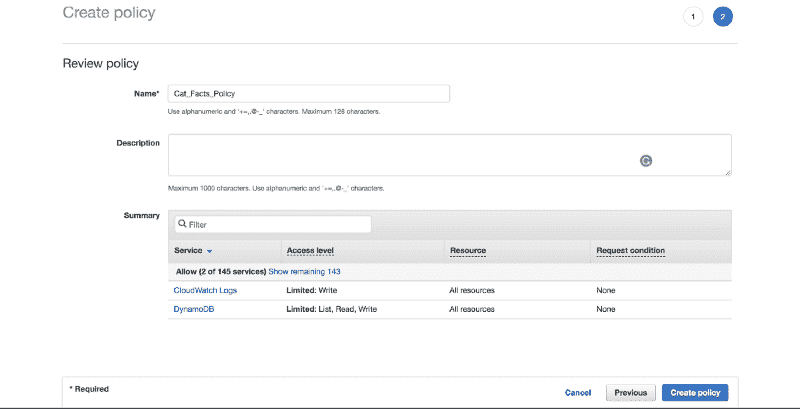 Create policy
1
2
Review policy
Name*
Cat_Facts_Policy
Use alphanumeric and '+=,.@-_' characters. Maximum 128 characters.
Description
Maximum 1000 characters. Use alphanumeric and '+=,.@-_' characters.
Summary
Filter
Service Access level Resource Request condition
Allow (2 of 145 services) Show remaining 143
CloudWatch Logs Limited: Write All resources None
DynamoDB Limited: List, Read, Write All resources None
* Required
Cancel Previous Create policy